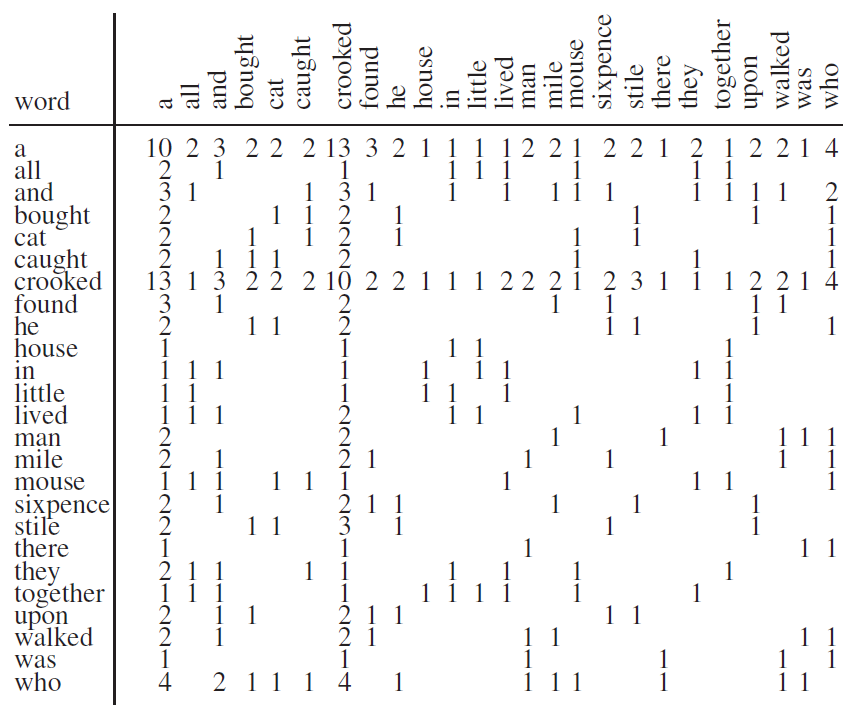 word a all and bought cat caught crooked found he house in little lived man mile mouse sixpence stile there they together upon walked was who
a 10 2 3 2 2 2 13 3 2 1 1 1 1 2 2 1 2 2 1 2 1 2 2 1 4
all 2 1 1 1 1 1 1 1 1
and 3 1 1 3 1 1 1 1 1 1 1 1 1 1 2
bought 2 1 1 2 1 1 1 1
cat 2 1 1 2 1 1 1 1
caught 2 1 1 1 2 1 1 1
crooked 13 1 3 2 2 2 10 2 2 1 1 1 2 2 2 1 2 3 1 1 1 2 2 1 4
found 3 1 2 1 1 1 1
he 2 1 1 2 1 1 1 1
house 1 1 1 1 1
in 1 1 1 1 1 1 1 1 1
little 1 1 1 1 1 1 1
lived 1 1 1 2 1 1 1 1 1
man 2 2 1 1 1 1 1
mile 2 1 2 1 1 1 1 1
mouse 1 1 1 1 1 1 1 1 1 1
sixpence 2 1 2 1 1 1 1 1
stile 2 1 1 3 1 1 1
there 1 1 1 1 1
they 2 1 1 1 1 1 1 1 1
together 1 1 1 1 1 1 1 1 1 1
upon 2 1 1 2 1 1 1 1
walked 2 1 2 1 1 1 1 1
was 1 1 1 1 1 1
who 4 2 1 1 1 4 1 1 1 1 1 1 1